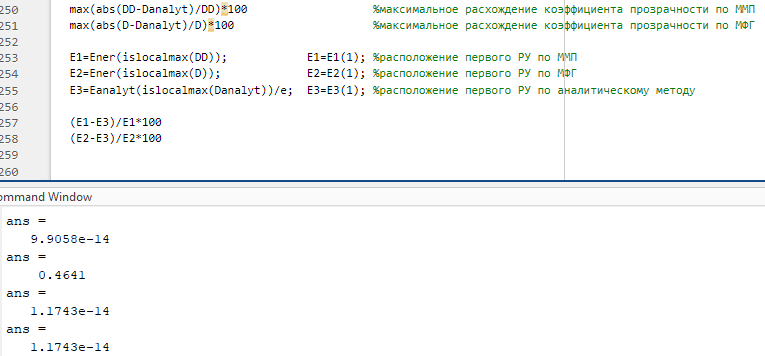 250 max(abs(DD-Danalyt)/DD)*100 %максимальное расхождение коэффициента прозрачности по ММП
251 max(abs(D-Danalyt)/D)*100 %максимальное расхождение коэффициента прозрачности по МФГ
252
253 E1=Ener(islocalmax(DD)); E1=E1(1); %расположение первого РУ по ММП
254 E2=Ener(islocalmax(D)); E2=E2(1); %расположение первого РУ по МФГ
255 E3=Eanalyt(islocalmax(Danalyt))/e; E3=E3(1); %расположение первого РУ по аналитическому методу
256
257 (E1-E3)/E1*100
258 (E2-E3)/E2*100
259
260
ommand Window
ans =
9.9058e-14
ans =
0.4641
ans =
1.1743e-14
ans =
1.1743e-14